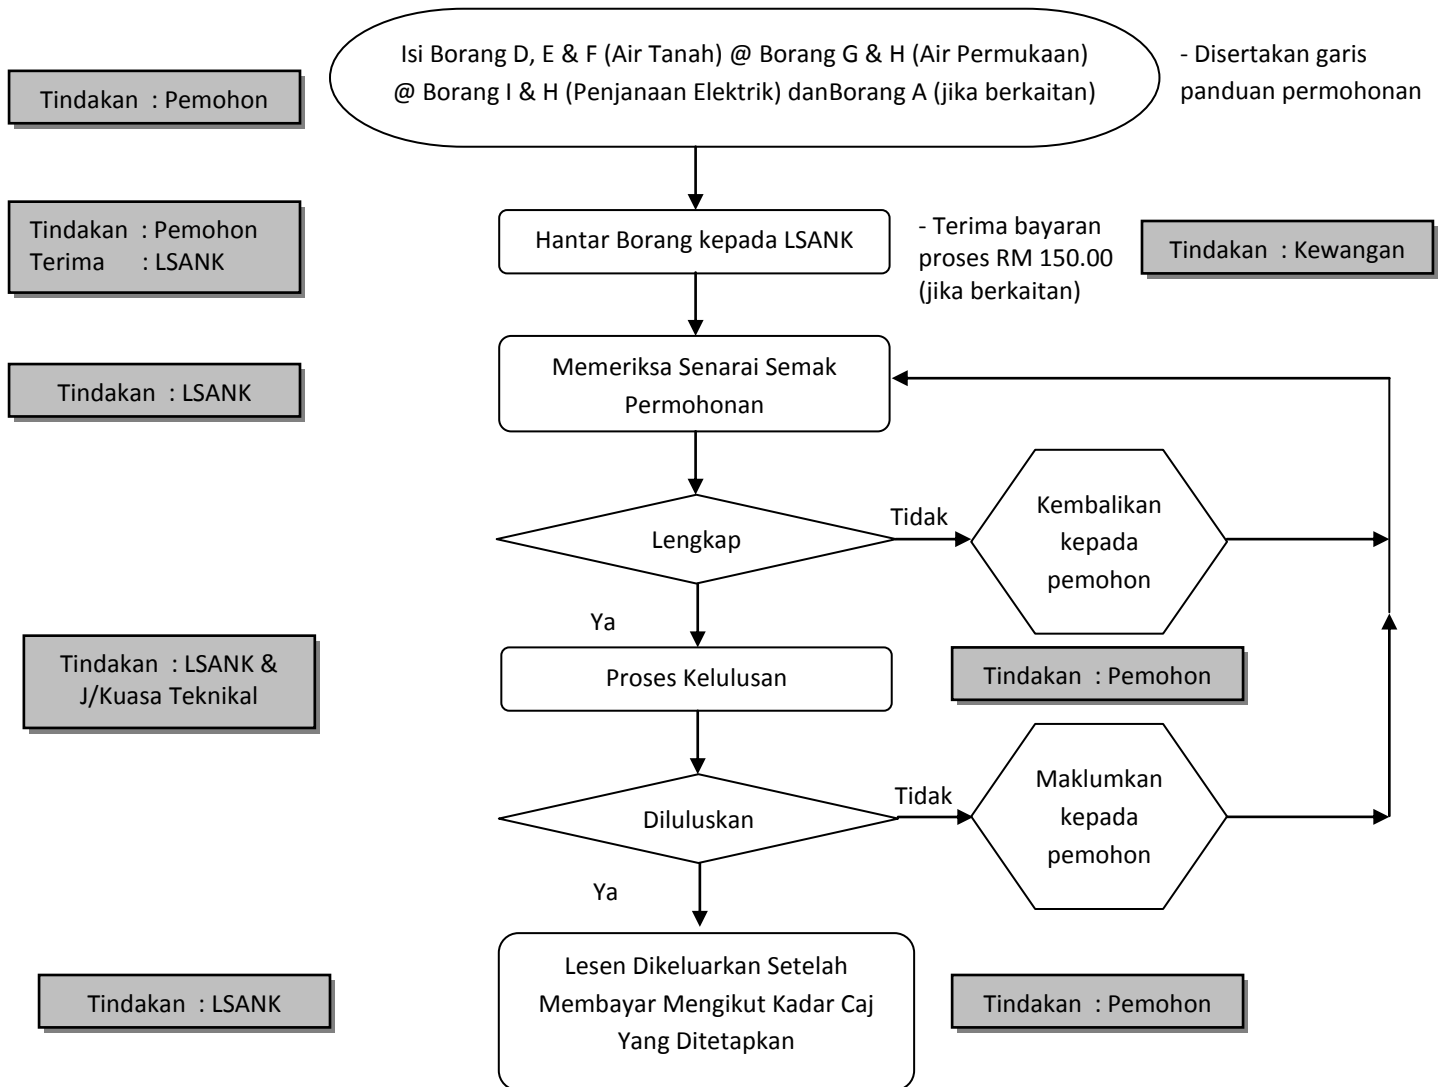 Isi Borang D, E & F (Air Tanah) @ Borang G & H (Air Permukaan)
@ Borang I & H (Penjanaan Elektrik) danBorang A (jika berkaitan)
- Disertakan garis
panduan permohonan
Tindakan : Pemohon
Tindakan : Pemohon
Terima : LSANK
Hantar Borang kepada LSANK
- Terima bayaran
proses RM 150.00
(jika berkaitan)
Tindakan : Kewangan
Tindakan : LSANK
Memeriksa Senarai Semak
Permohonan
Lengkap
Tidak
Kembalikan
kepada
pemohon
Ya
Tindakan : LSANK &
J/Kuasa Teknikal
Proses Kelulusan
Tindakan : Pemohon
Diluluskan
Tidak
Maklumkan
kepada
pemohon
Ya
Tindakan : LSANK
Lesen Dikeluarkan Setelah
Membayar Mengikut Kadar Caj
Yang Ditetapkan
Tindakan : Pemohon